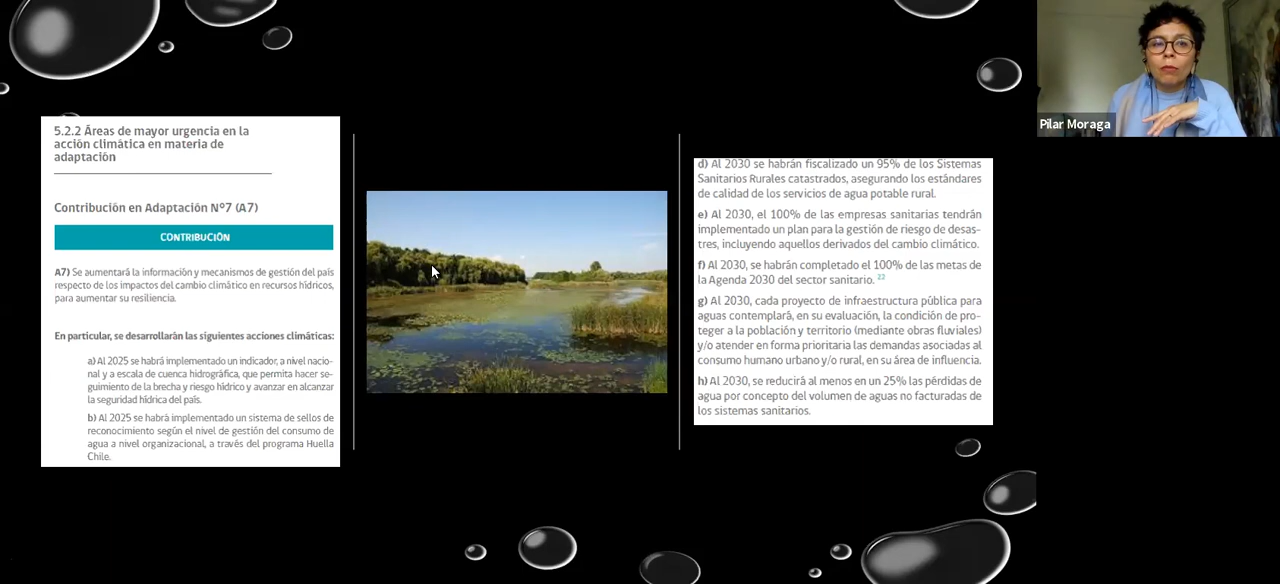 5.2.2 Áreas de mayor urgencia en la
acción climática en materia de
adaptación
Contribución en Adaptación N°7 (A7)
CONTRIBUCIÓN
A7) Se aumentará la información y mecanismos de gestión del país
respecto de los impactos del cambio climático en recursos hídricos,
para aumentar su resiliencia.
En particular, se desarrollarán las siguientes acciones climáticas:
a) Al 2025 se habrá implementado un indicador, a nivel nacio-
nal y a escala de cuenca hidrográfica, que permita hacer se-
guimiento de la brecha y riesgo hídrico y avanzar en alcanzar
la seguridad hídrica del país.
b) Al 2025 se habrá implementado un sistema de sellos de
reconocimiento según el nivel de gestión del consumo de
agua a nivel organizacional, a través del programa Huella
Chile.
d) Al 2030 se habrán fiscalizado un 95% de los Sistemas
Sanitarios Rurales catastrados, asegurando los estándares
de calidad de los servicios de agua potable rural.
e) Al 2030, el 100% de las empresas sanitarias tendrán
implementado un plan para la gestión de riesgo de desas-
tres, incluyendo aquellos derivados del cambio climático.
f) Al 2030, se habrán completado el 100% de las metas de
la Agenda 2030 del sector sanitario. 22
g) Al 2030, cada proyecto de infraestructura pública para
aguas contemplará, en su evaluación, la condición de pro-
teger a la población y territorio (mediante obras fluviales)
y/o atender en forma prioritaria las demandas asociadas al
consumo humano urbano y/o rural, en su área de influencia.
h) Al 2030, se reducirá al menos en un 25% las pérdidas de
agua por concepto del volumen de aguas no facturadas de
los sistemas sanitarios.
Pilar Moraga